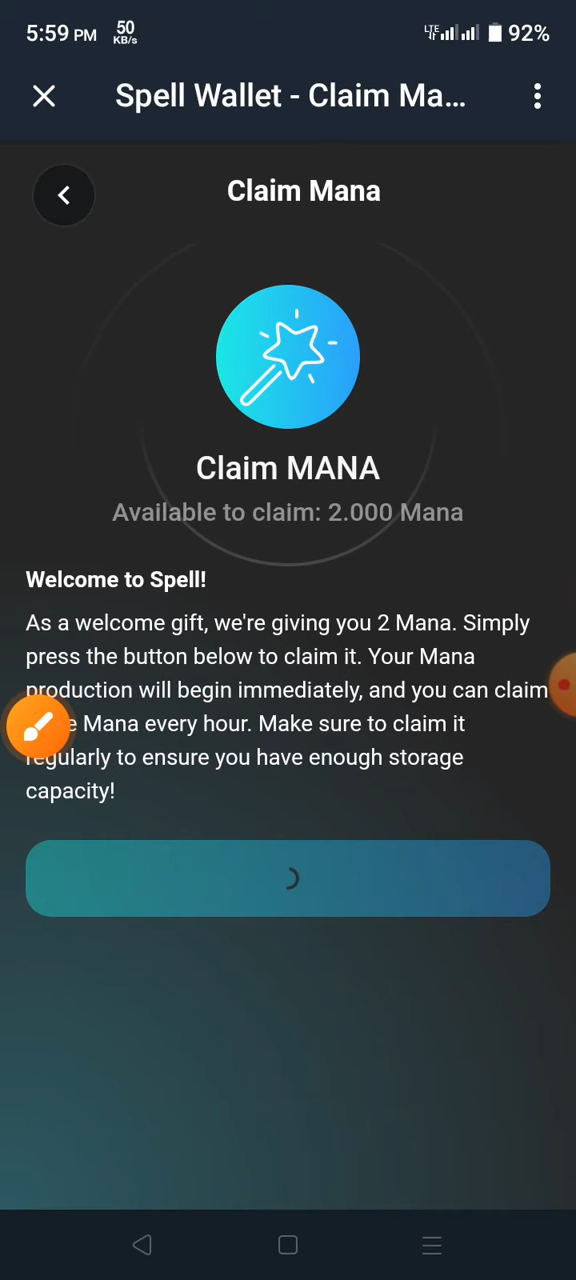 5:59 PM 50 KB/s LTE 92%
Spell Wallet - Claim Ma...
Claim Mana
Claim MANA
Available to claim: 2.000 Mana
Welcome to Spell!
As a welcome gift, we're giving you 2 Mana. Simply
press the button below to claim it. Your Mana
production will begin immediately, and you can claim
Mana every hour. Make sure to claim it
regularly to ensure you have enough storage
capacity!